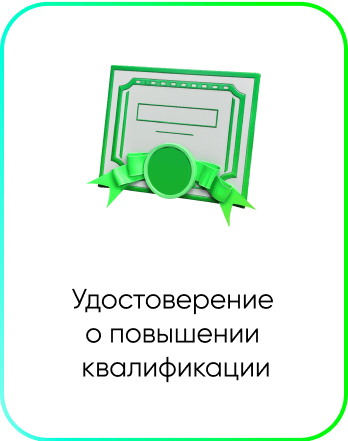 Удостоверение
о повышении
квалификации